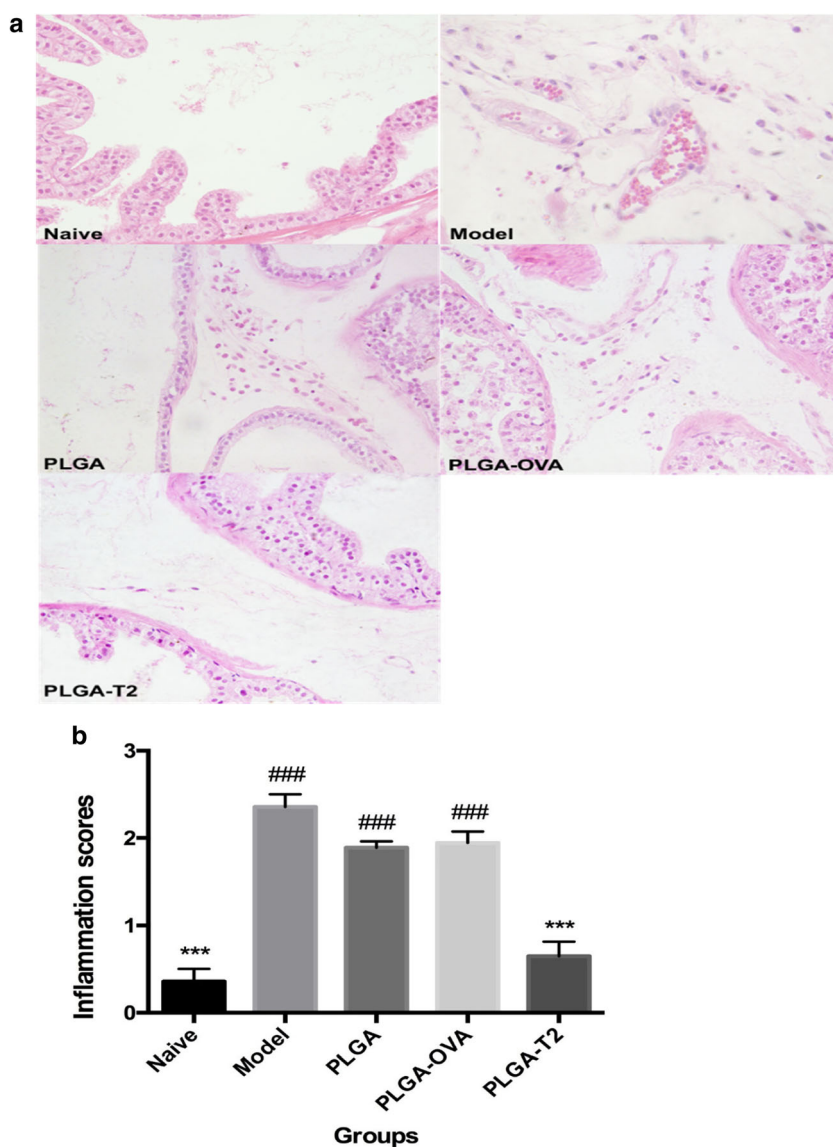 a
Naive
Model
PLGA
PLGA-OVA
PLGA-T2
b
Inflammation scores
3
2
1
0
***
###
###
###
***
Naive
Model
PLGA
PLGA-OVA
PLGA-T2
Groups